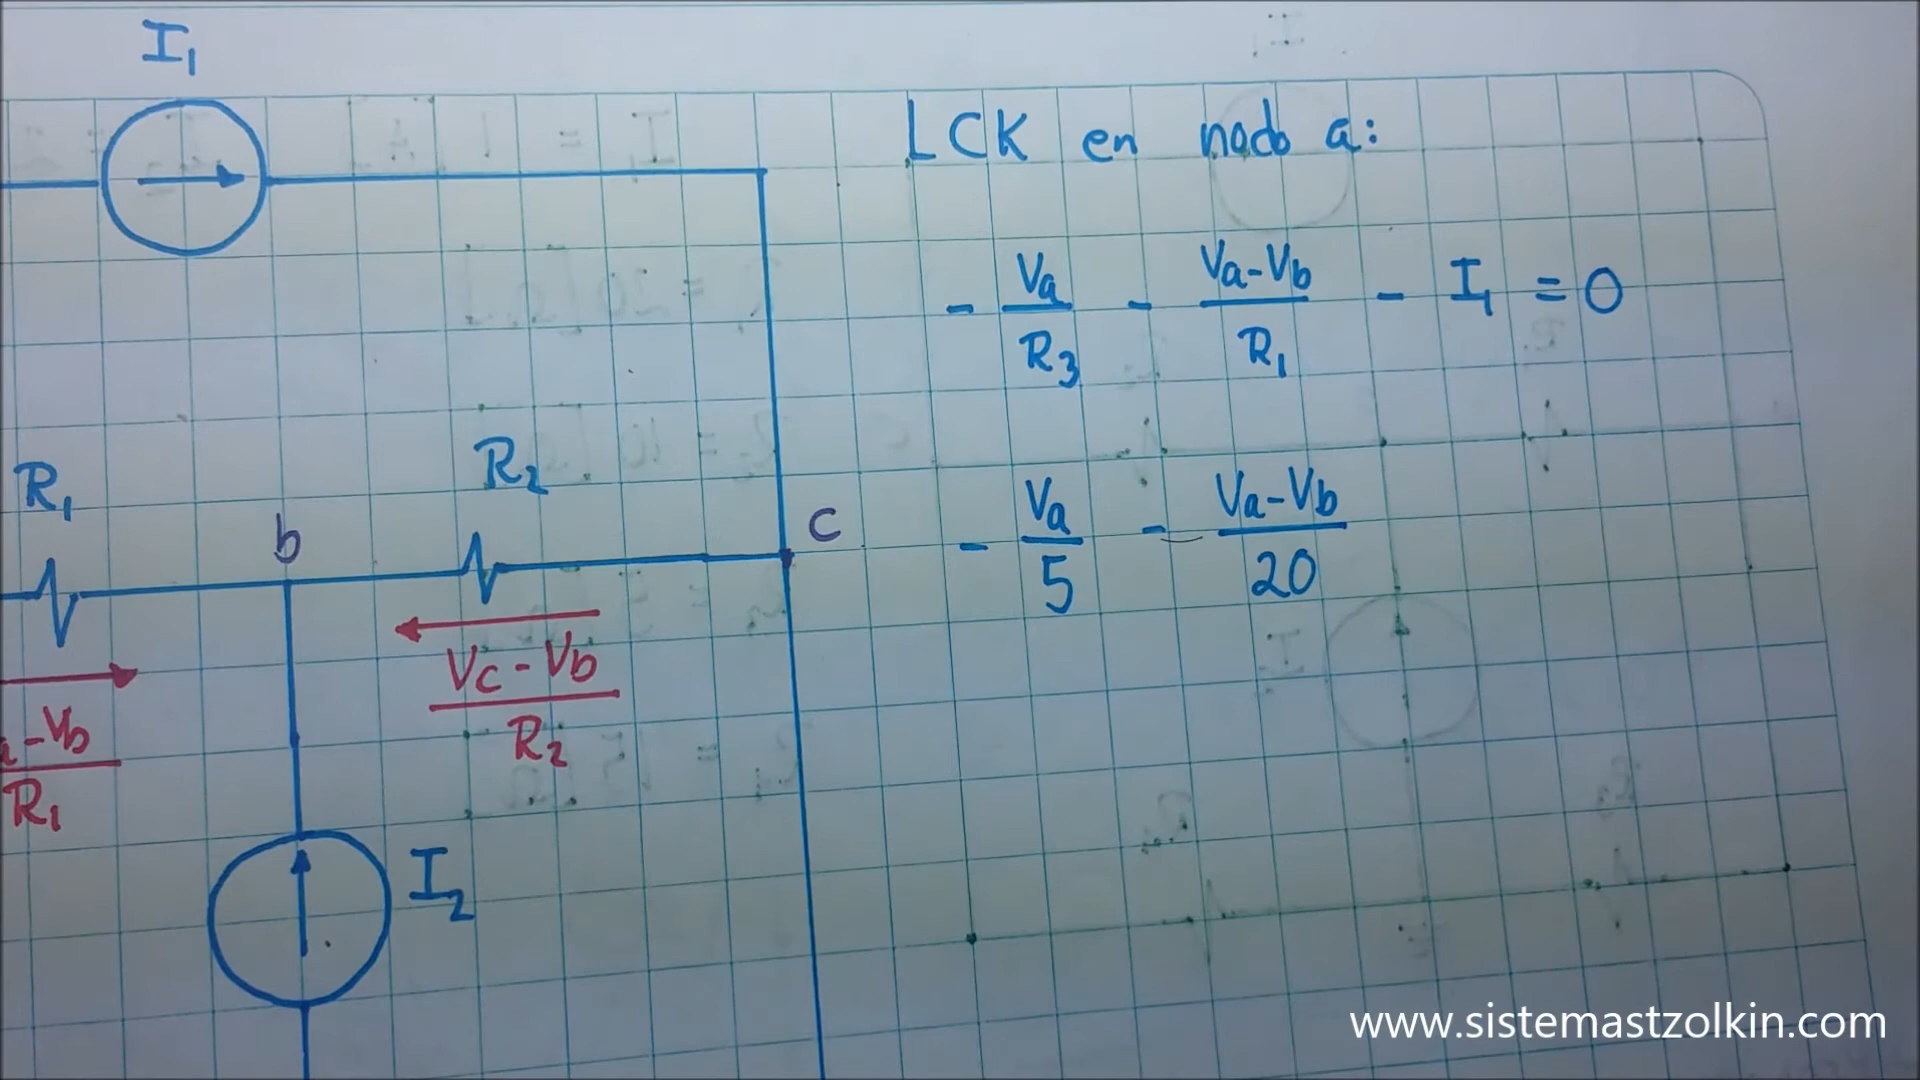 I₁
LCK en nodo a:
- Va/R₃ - Va-Vb/R₁ - I₁ = 0
R₁
R₂
b
c
- Va/5 - Va-Vb/20
Vc-Vb/R₂
a-Vb/R₁
I₂
www.sistemastzolkin.com